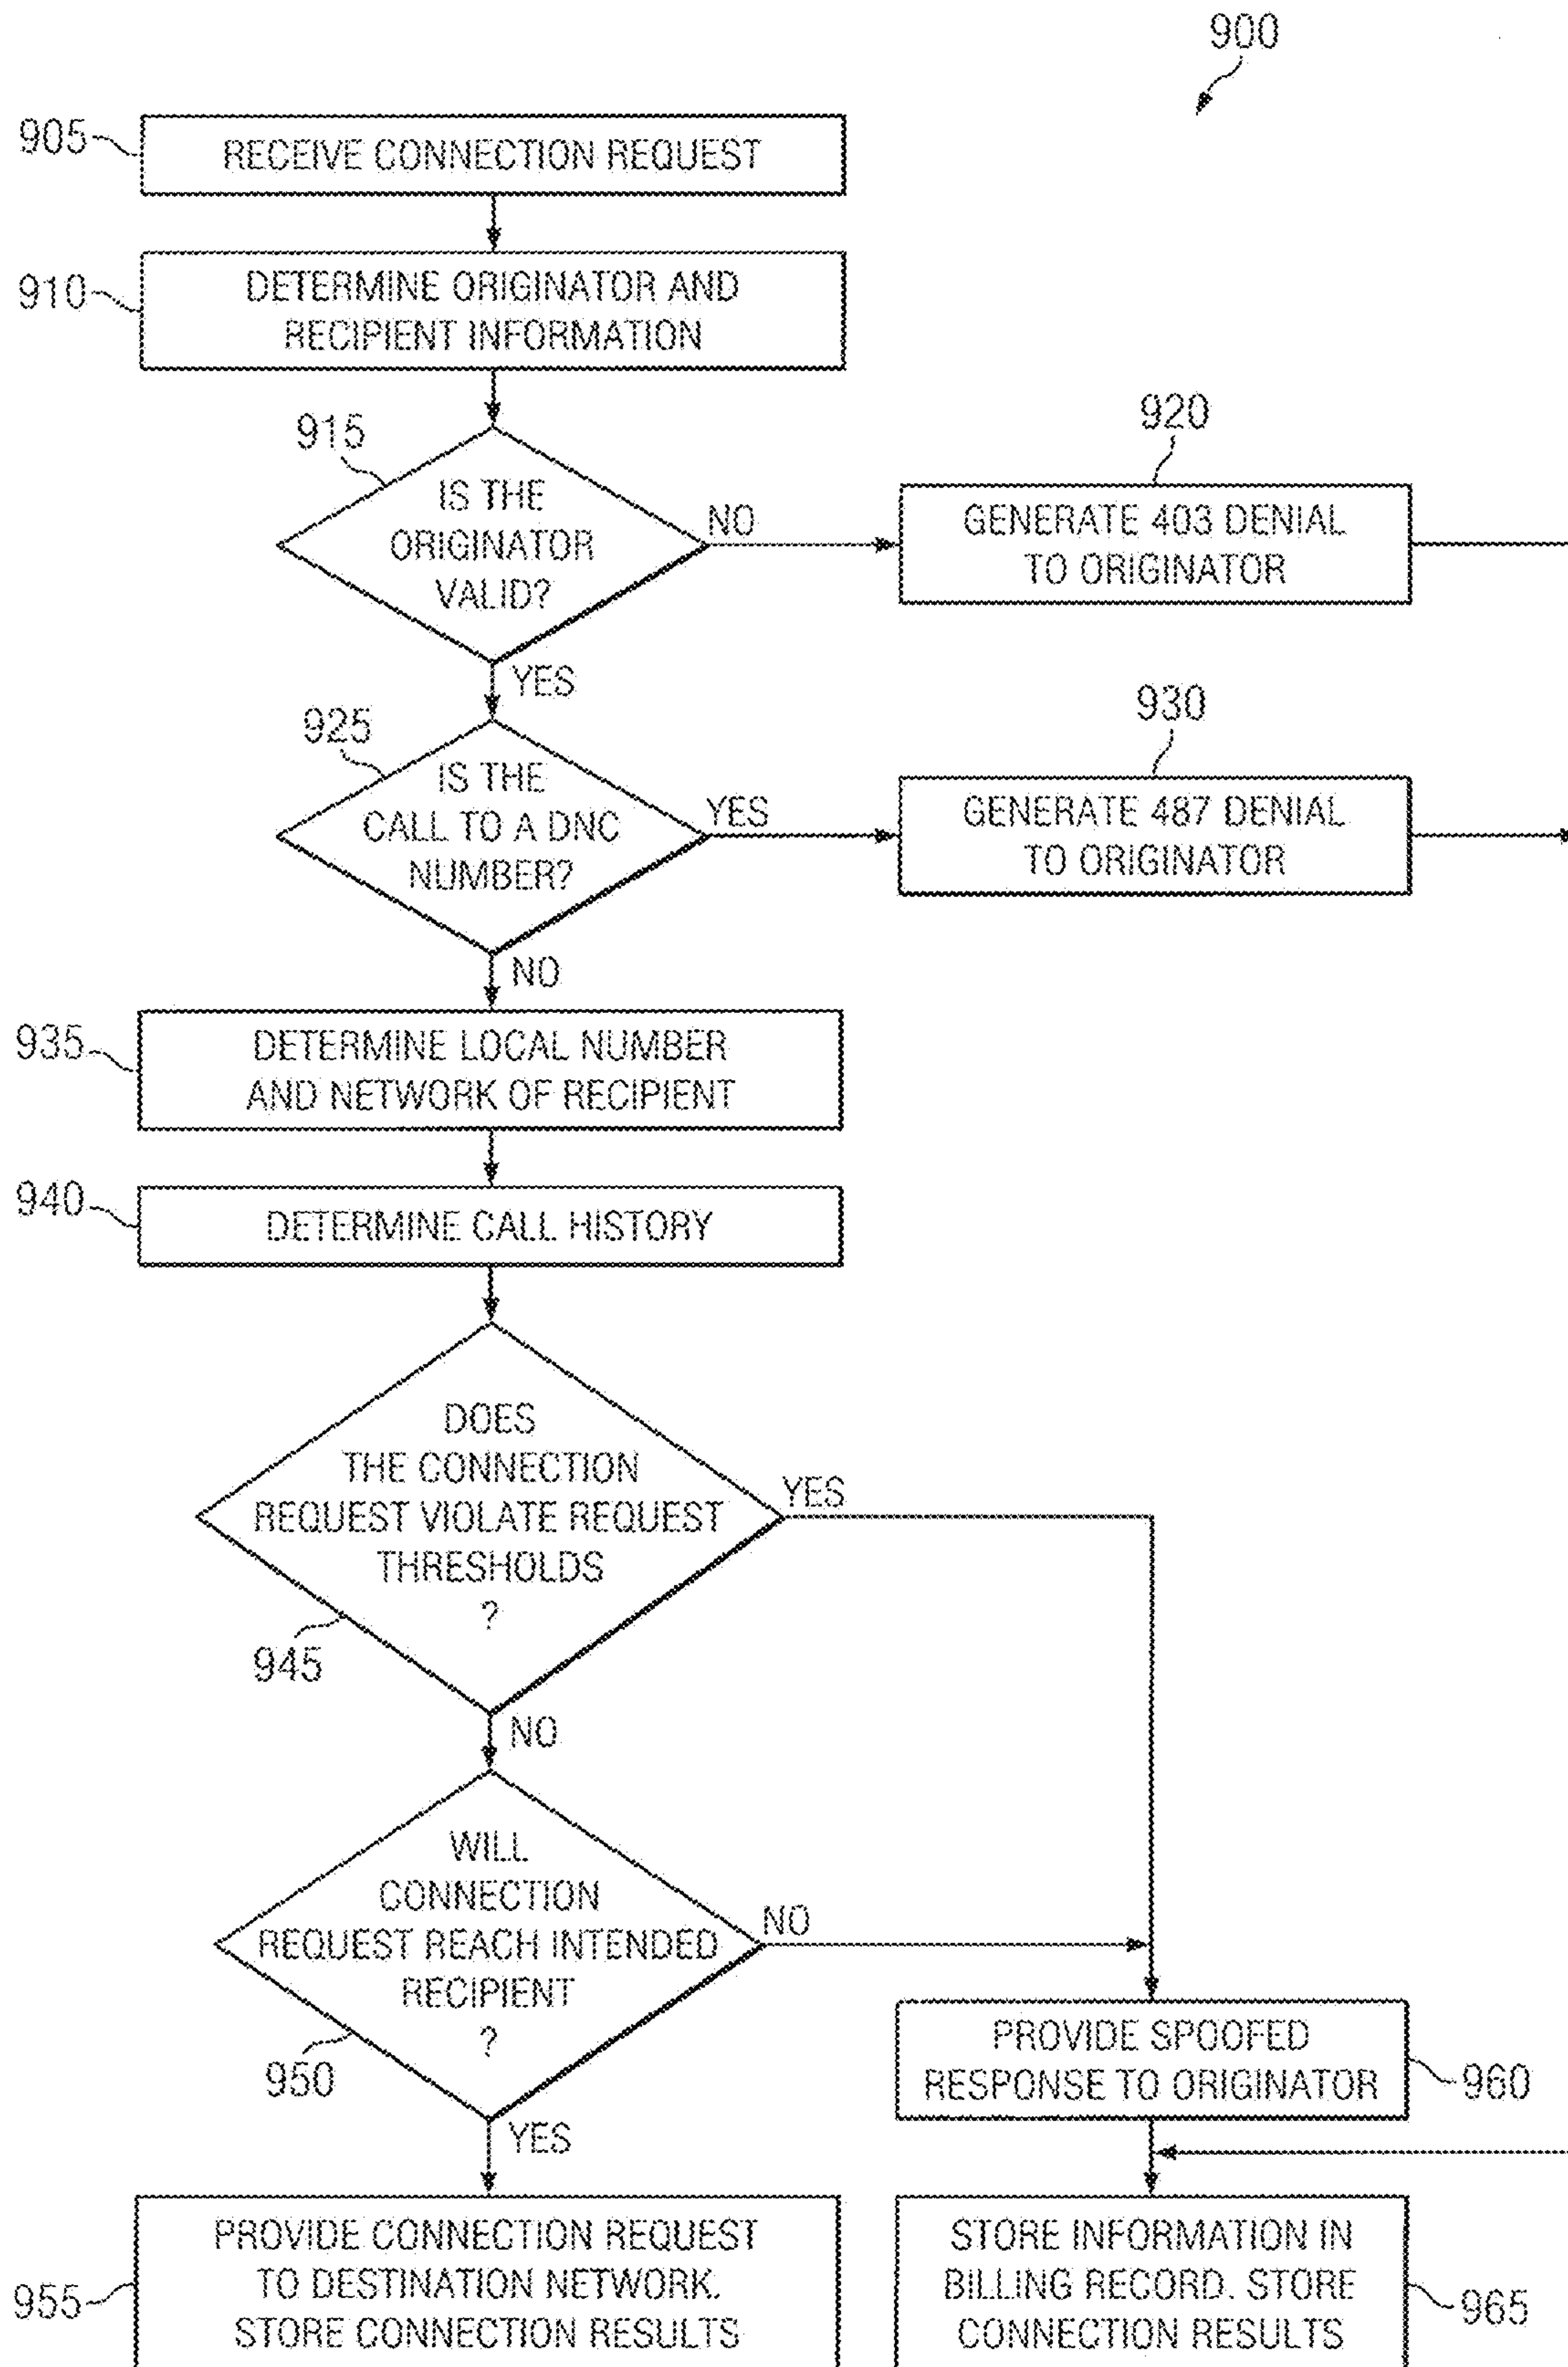 900
905
RECEIVE CONNECTION REQUEST
910
DETERMINE ORIGINATOR AND
RECIPIENT INFORMATION
915
IS THE
ORIGINATOR
VALID?
NO
YES
920
GENERATE 403 DENIAL
TO ORIGINATOR
925
IS THE
CALL TO A DNC
NUMBER?
YES
NO
930
GENERATE 487 DENIAL
TO ORIGINATOR
935
DETERMINE LOCAL NUMBER
AND NETWORK OF RECIPIENT
940
DETERMINE CALL HISTORY
DOES
THE CONNECTION
REQUEST VIOLATE REQUEST
THRESHOLDS
?
945
YES
NO
WILL
CONNECTION
REQUEST REACH INTENDED
RECIPIENT
?
950
NO
YES
PROVIDE SPOOFED
RESPONSE TO ORIGINATOR
960
955
PROVIDE CONNECTION REQUEST
TO DESTINATION NETWORK.
STORE CONNECTION RESULTS
STORE INFORMATION IN
BILLING RECORD. STORE
CONNECTION RESULTS
965